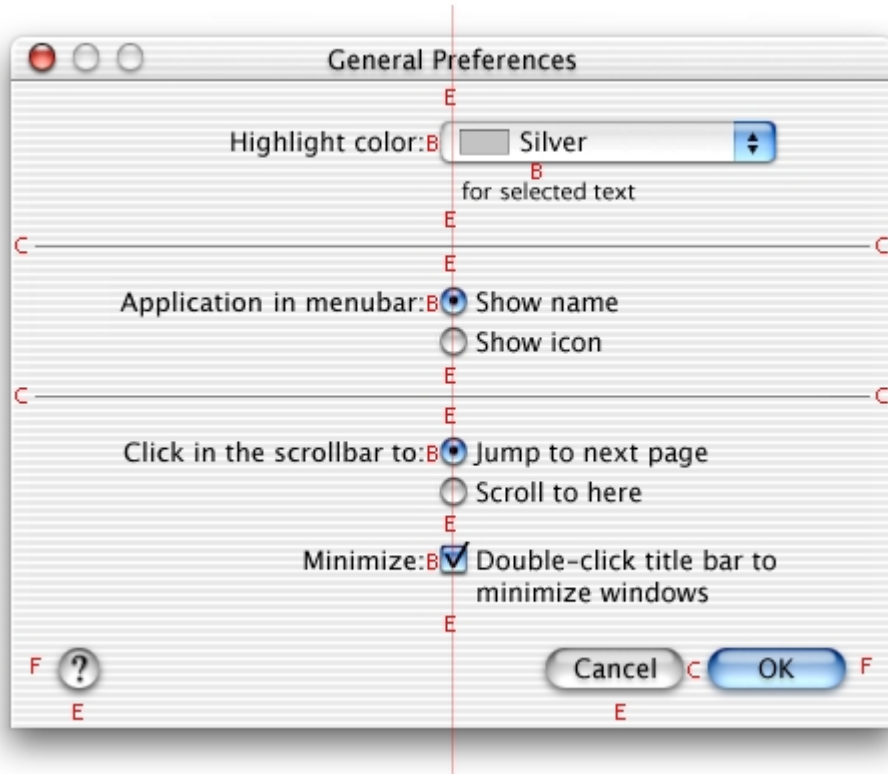 General Preferences
E
Highlight color:B Silver
B
for selected text
E
C C
E
Application in menubar:B Show name
Show icon
E
C C
E
Click in the scrollbar to:B Jump to next page
Scroll to here
E
Minimize:B Double-click title bar to
minimize windows
E
F ? Cancel C OK F
E E